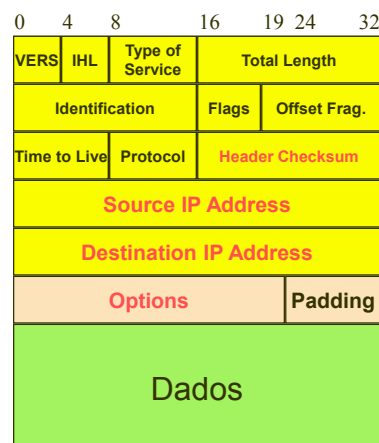 0 4 8 16 19 24 32
VERS IHL Type of Service Total Length
Identification Flags Offset Frag.
Time to Live Protocol Header Checksum
Source IP Address
Destination IP Address
Options Padding
Dados